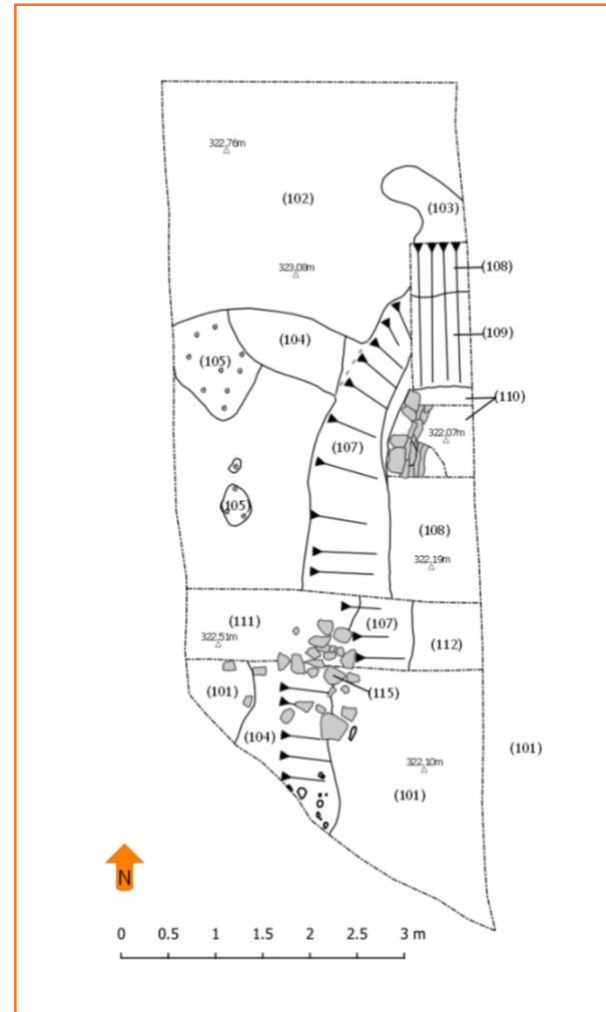 322.76m
(102)
(103)
323.08m
(108)
(109)
(104)
(105)
(110)
322.07m
(107)
(105)
(108)
322.19m
(111)
(107)
322.51m
(112)
(101)
(115)
(104)
(101)
322.10m
(101)
N
0 0.5 1 1.5 2 2.5 3 m